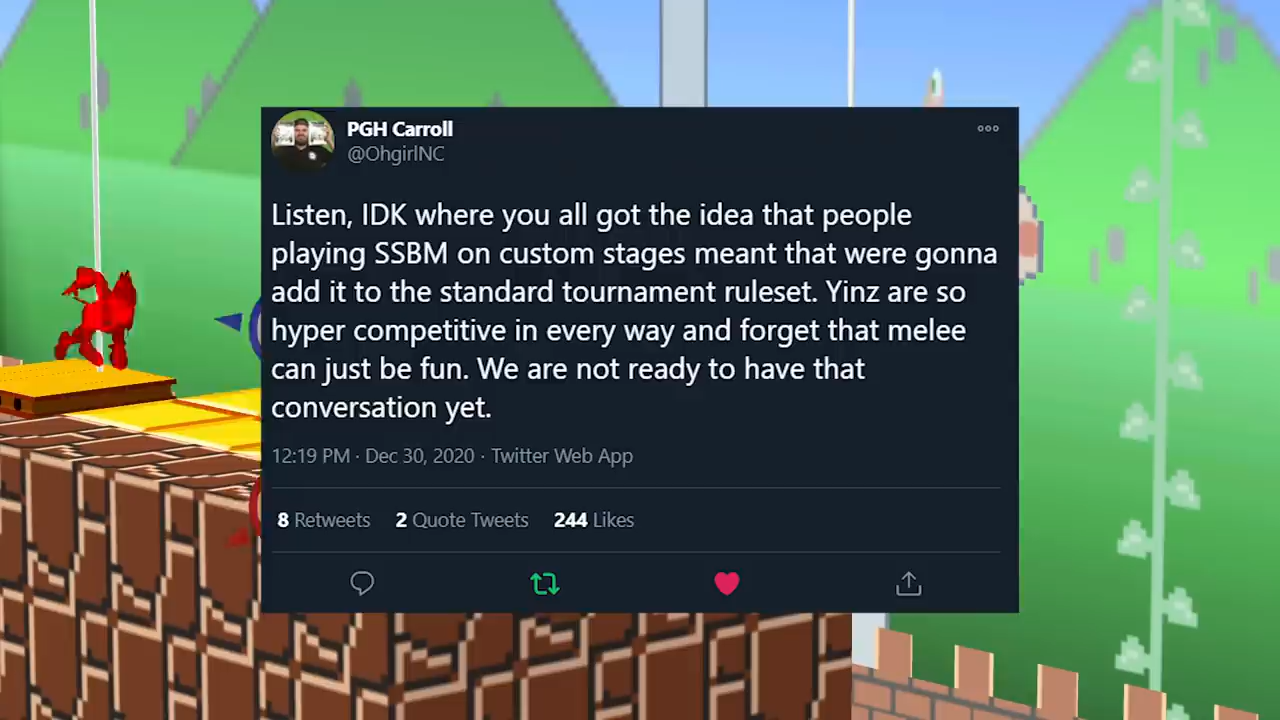 PGH Carroll
@OhgirlNC
Listen, IDK where you all got the idea that people
playing SSBM on custom stages meant that were gonna
add it to the standard tournament ruleset. Yinz are so
hyper competitive in every way and forget that melee
can just be fun. We are not ready to have that
conversation yet.
12:19 PM · Dec 30, 2020 · Twitter Web App
8 Retweets 2 Quote Tweets 244 Likes